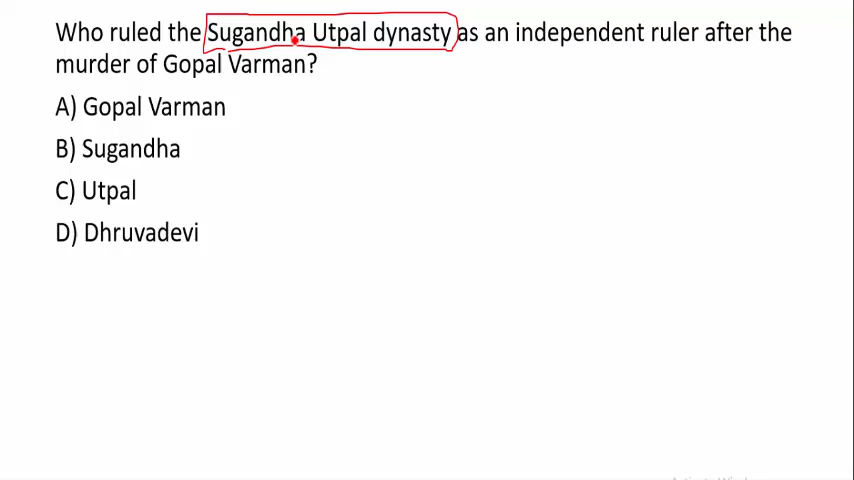 Who ruled the Sugandha Utpal dynasty as an independent ruler after the
murder of Gopal Varman?
A) Gopal Varman
B) Sugandha
C) Utpal
D) Dhruvadevi